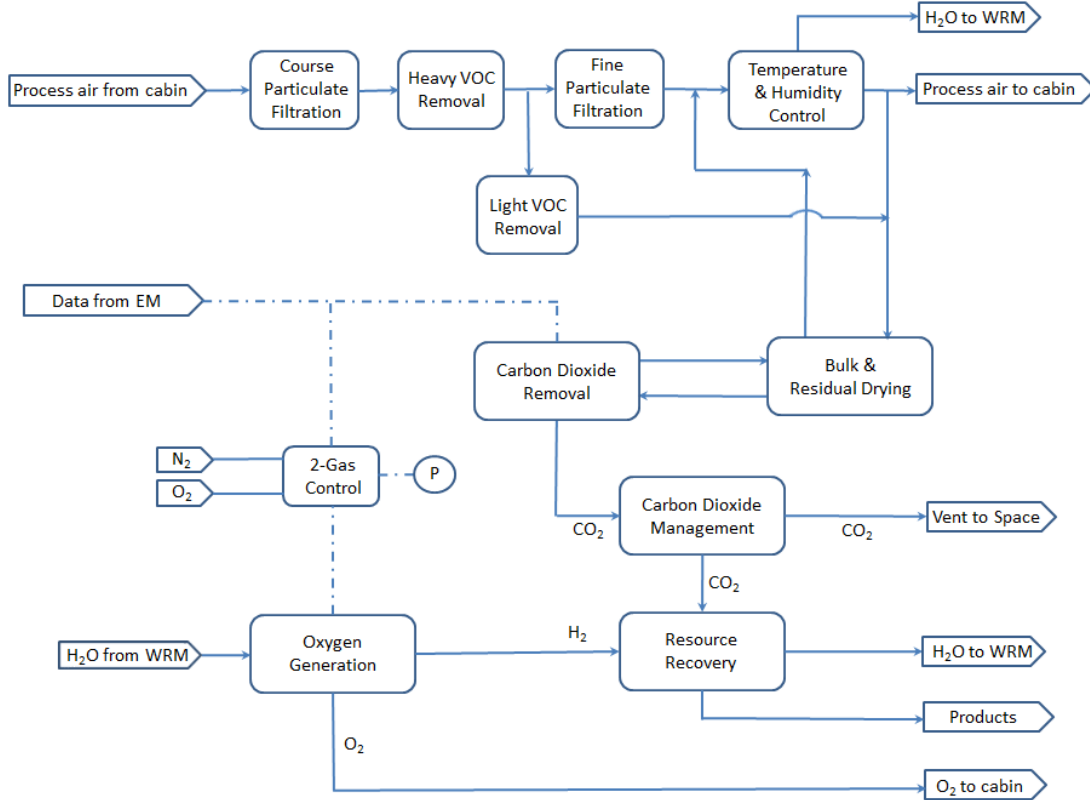 H₂O to WRM
Process air from cabin
Course
Particulate
Filtration
Heavy VOC
Removal
Fine
Particulate
Filtration
Temperature
& Humidity
Control
Process air to cabin
Light VOC
Removal
Data from EM
Carbon Dioxide
Removal
Bulk &
Residual Drying
N₂
O₂
2-Gas
Control
P
CO₂
Carbon Dioxide
Management
CO₂
Vent to Space
CO₂
H₂O from WRM
Oxygen
Generation
H₂
Resource
Recovery
H₂O to WRM
Products
O₂
O₂ to cabin